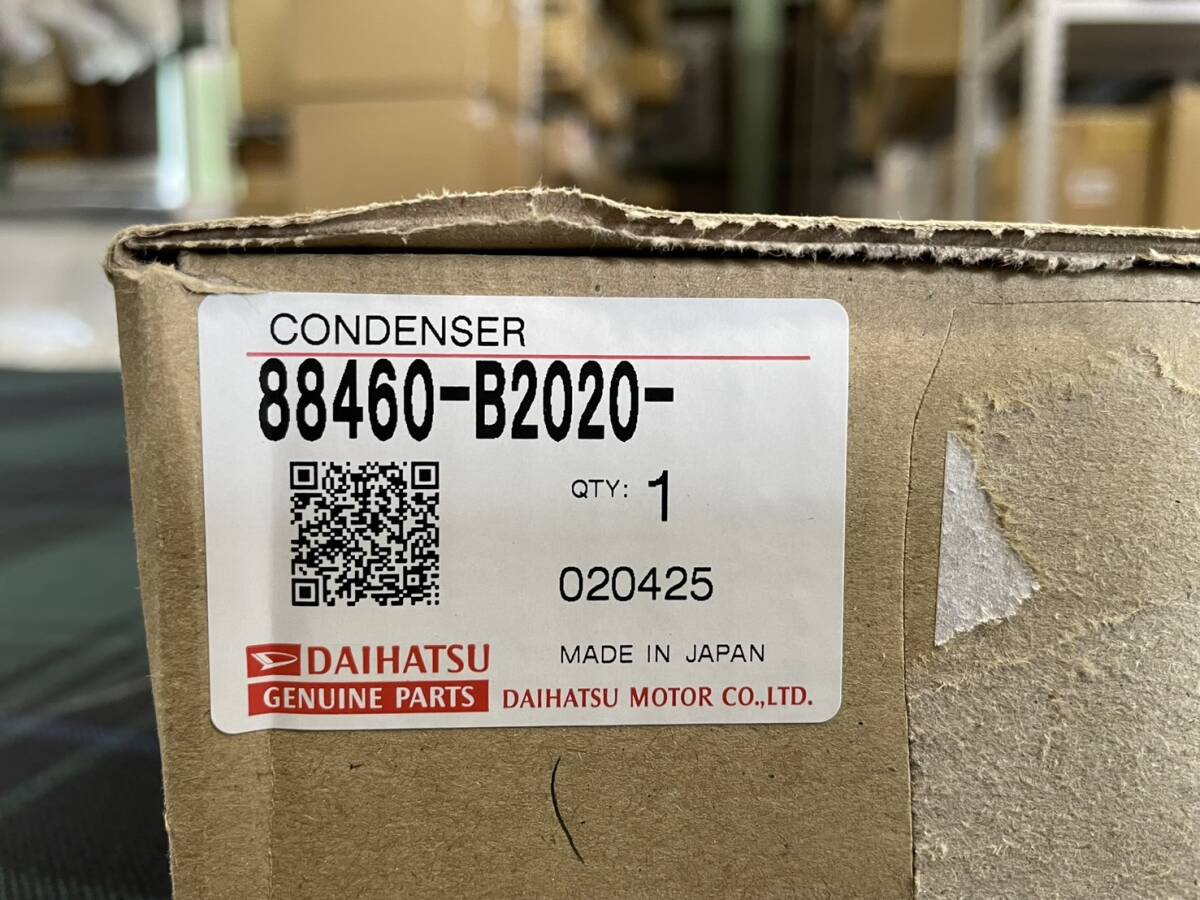 CONDENSER
88460-B2020-
QTY: 1
020425
DAIHATSU
MADE IN JAPAN
GENUINE PARTS
DAIHATSU MOTOR CO.,LTD.